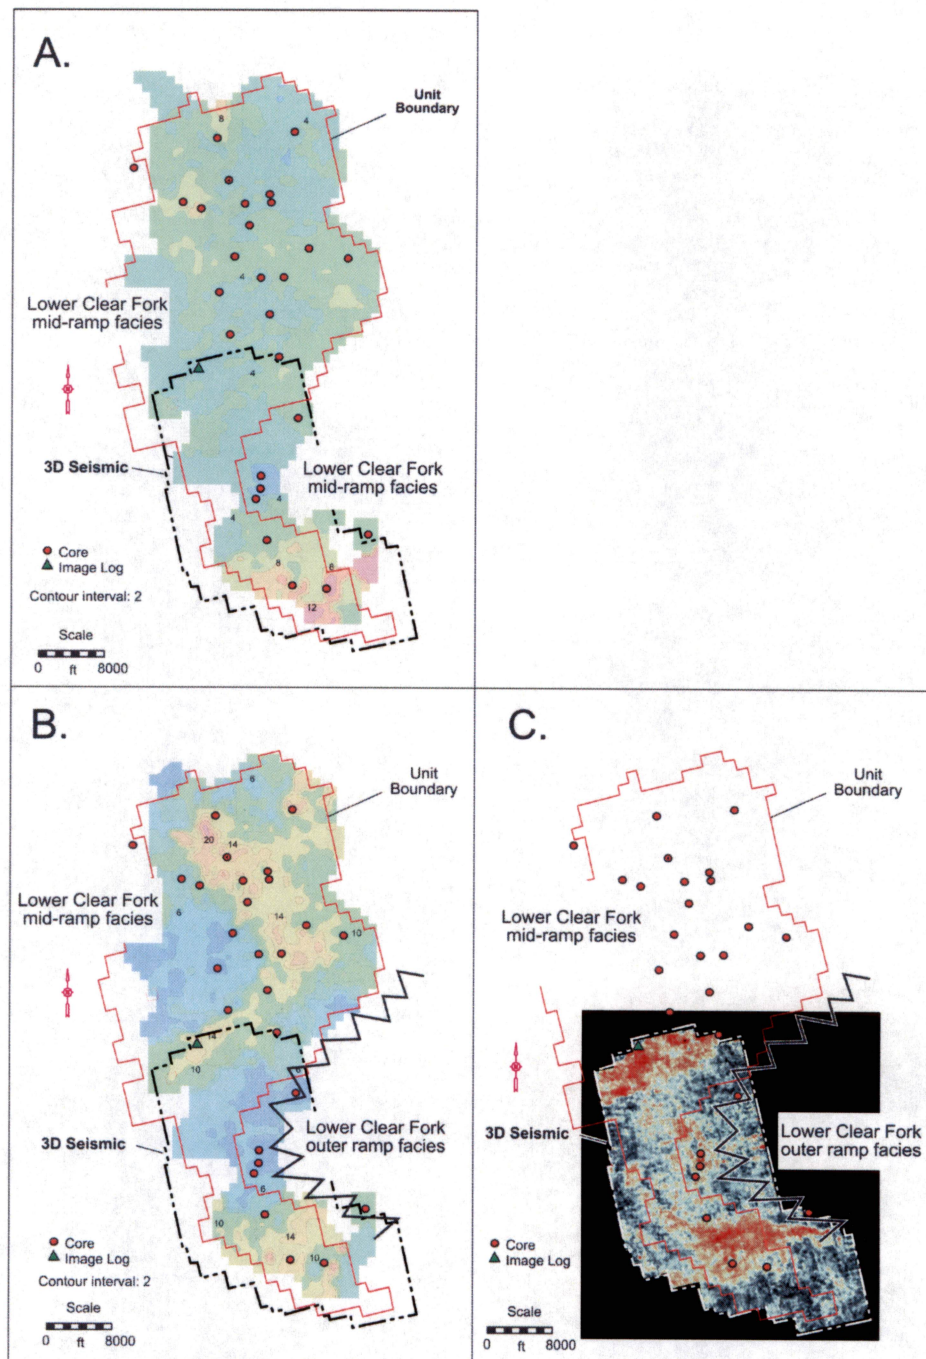 A.
8
4
Unit
Boundary
4
Lower Clear Fork
mid-ramp facies
4
3D Seismic
Lower Clear Fork
mid-ramp facies
4
4
8
6
12
Core
Image Log
Contour interval: 2
Scale
0 ft 8000
B.
6
Unit
Boundary
20
14
Lower Clear Fork
mid-ramp facies
6
14
10
14
10
6
3D Seismic
Lower Clear Fork
outer ramp facies
6
10
14
10
Core
Image Log
Contour interval: 2
Scale
0 ft 8000
C.
Unit
Boundary
Lower Clear Fork
mid-ramp facies
3D Seismic
Lower Clear Fork
outer ramp facies
Core
Image Log
Scale
0 ft 8000